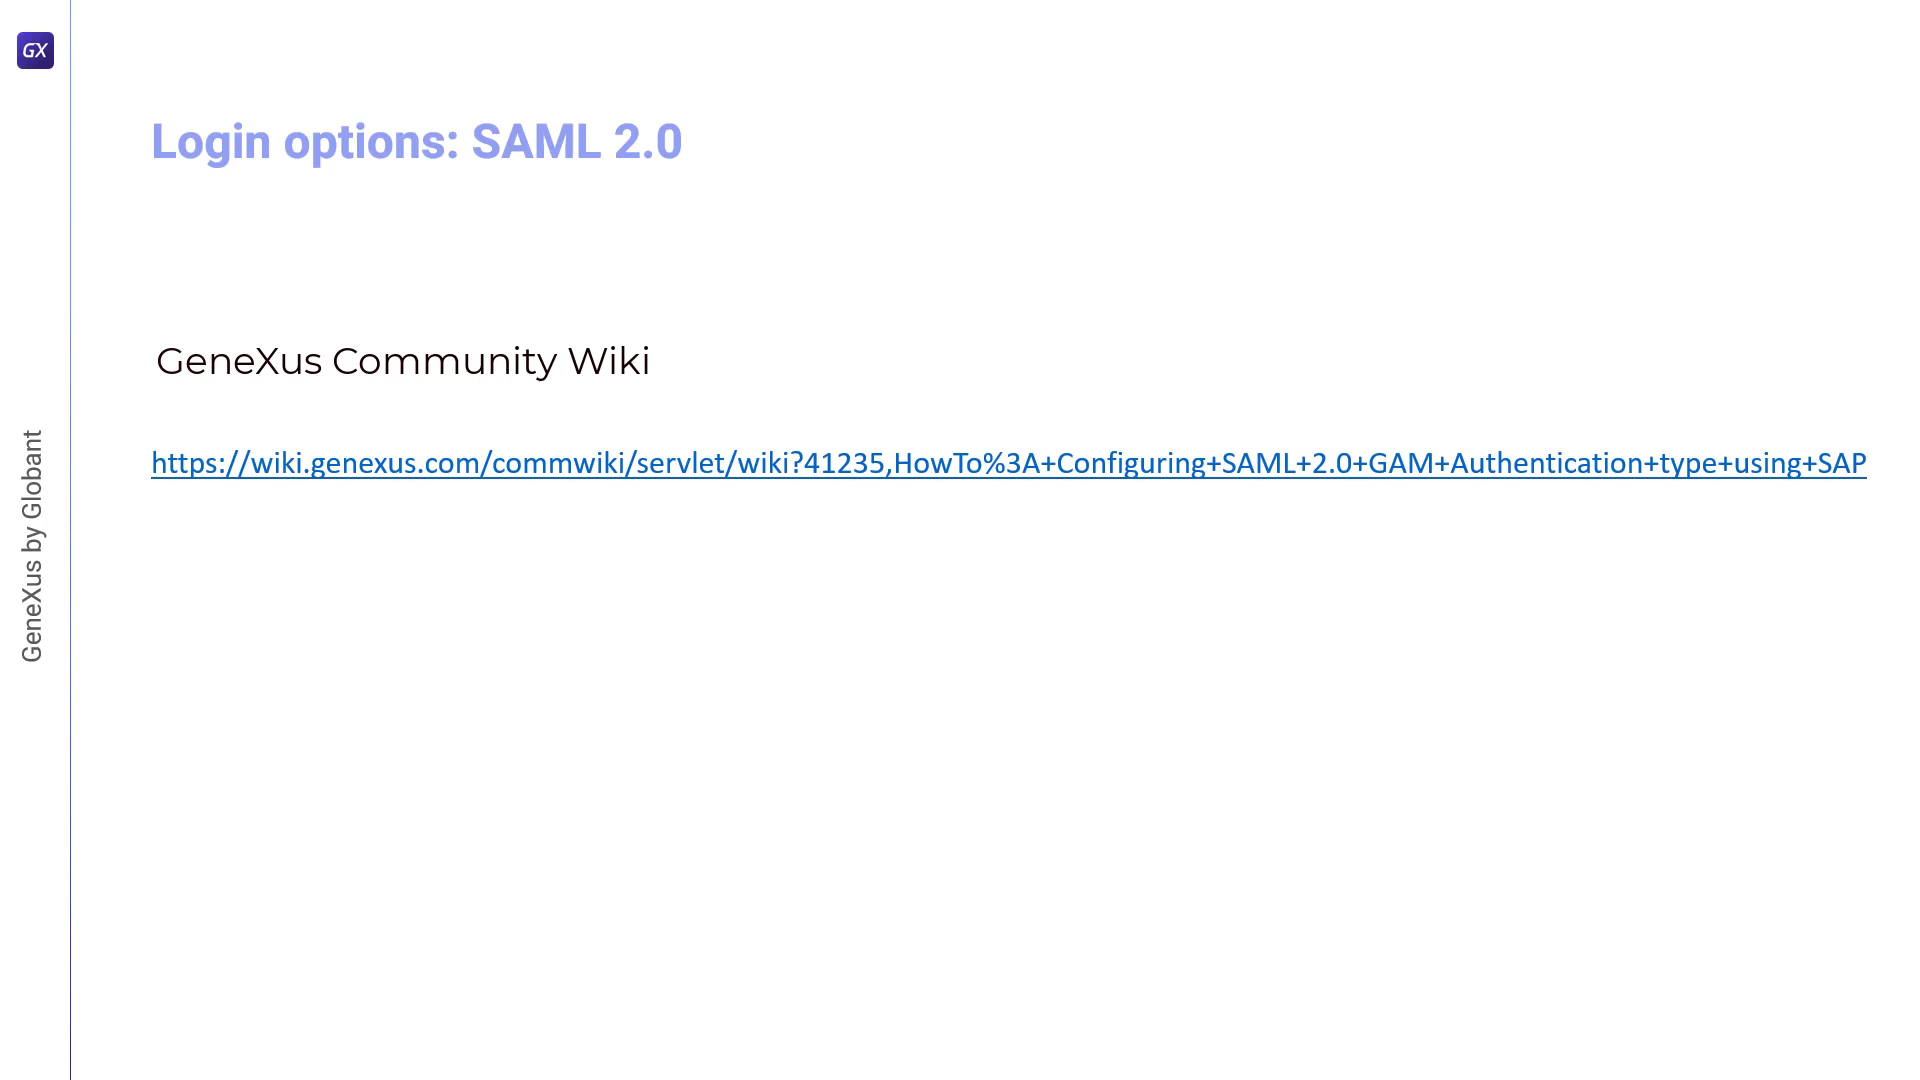 GX
Login options: SAML 2.0
GeneXus Community Wiki
https://wiki.genexus.com/commwiki/servlet/wiki?41235,HowTo%3A+Configuring+SAML+2.0+GAM+Authentication+type+using+SAP
GeneXus by Globant